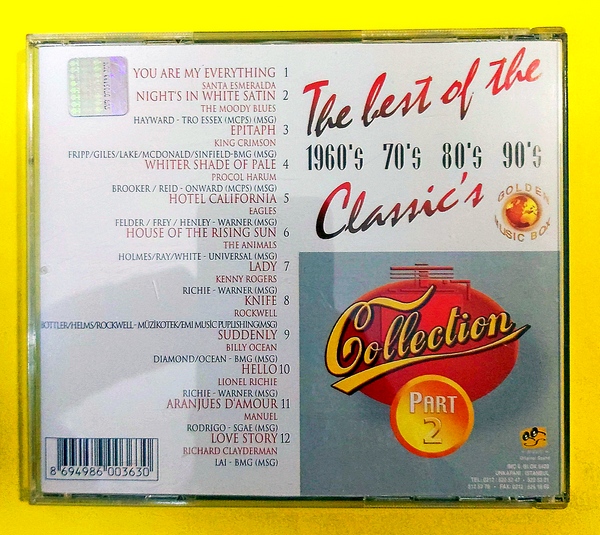 YOU ARE MY EVERYTHING 1
SANTA ESMERALDA
NIGHT'S IN WHITE SATIN 2
THE MOODY BLUES
HAYWARD - TRO ESSEX (MCPS) (MSG)
EPITAPH 3
KING CRIMSON
FRIPP/GILES/LAKE/MCDONALD/SINFIELD-BMG (MSG)
WHITER SHADE OF PALE 4
PROCOL HARUM
BROOKER / REID - ONWARD (MCPS) (MSG)
HOTEL CALIFORNIA 5
EAGLES
FELDER / FREY / HENLEY - WARNER (MSG)
HOUSE OF THE RISING SUN 6
THE ANIMALS
HOLMES/RAY/WHITE - UNIVERSAL (MSG)
LADY 7
KENNY ROGERS
RICHIE - WARNER (MSG)
KNIFE 8
ROCKWELL
BOTTLER/HELMS/ROCKWELL - MÜZİKOTEK/EMI MUSIC PUPLISHING(MSG)
SUDDENLY 9
BILLY OCEAN
DIAMOND/OCEAN - BMG (MSG)
HELLO 10
LIONEL RICHIE
RICHIE - WARNER (MSG)
ARANJUES D'AMOUR 11
MANUEL
RODRIGO - SGAE (MSG)
LOVE STORY 12
RICHARD CLAYDERMAN
LAI - BMG (MSG)
8 694986 003630
The best of the
1960's 70's 80's 90's
Classic's
GOLDEN
MUSIC BOX
Collection
PART
2
UNKAPANI - ISTANBUL